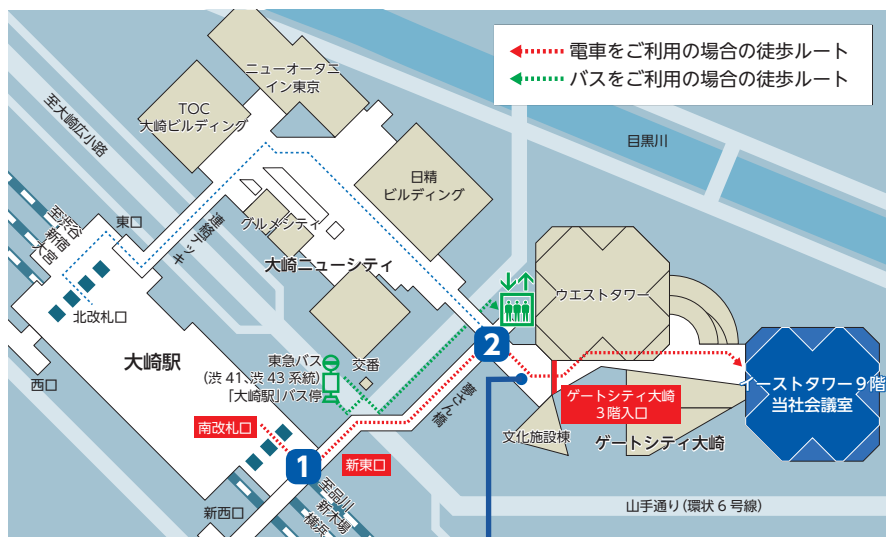 電車をご利用の場合の徒歩ルート
バスをご利用の場合の徒歩ルート
ニューオータニ
イン東京
TOC
大崎ビルディング
至大崎広小路
目黒川
日精
ビルディング
東口
連絡デッキ
グルメシティ
至渋谷
新宿
大宮
大崎ニューシティ
ウエストタワー
北改札口
2
大崎駅
東急バス
(渋41、渋43系統)
「大崎駅」バス停
交番
西口
夢さん橋
ゲートシティ大崎
3階入口
イーストタワー9階
当社会議室
南改札口
文化施設棟
ゲートシティ大崎
1
新東口
新西口
至品川
新木場
横浜
山手通り(環状6号線)